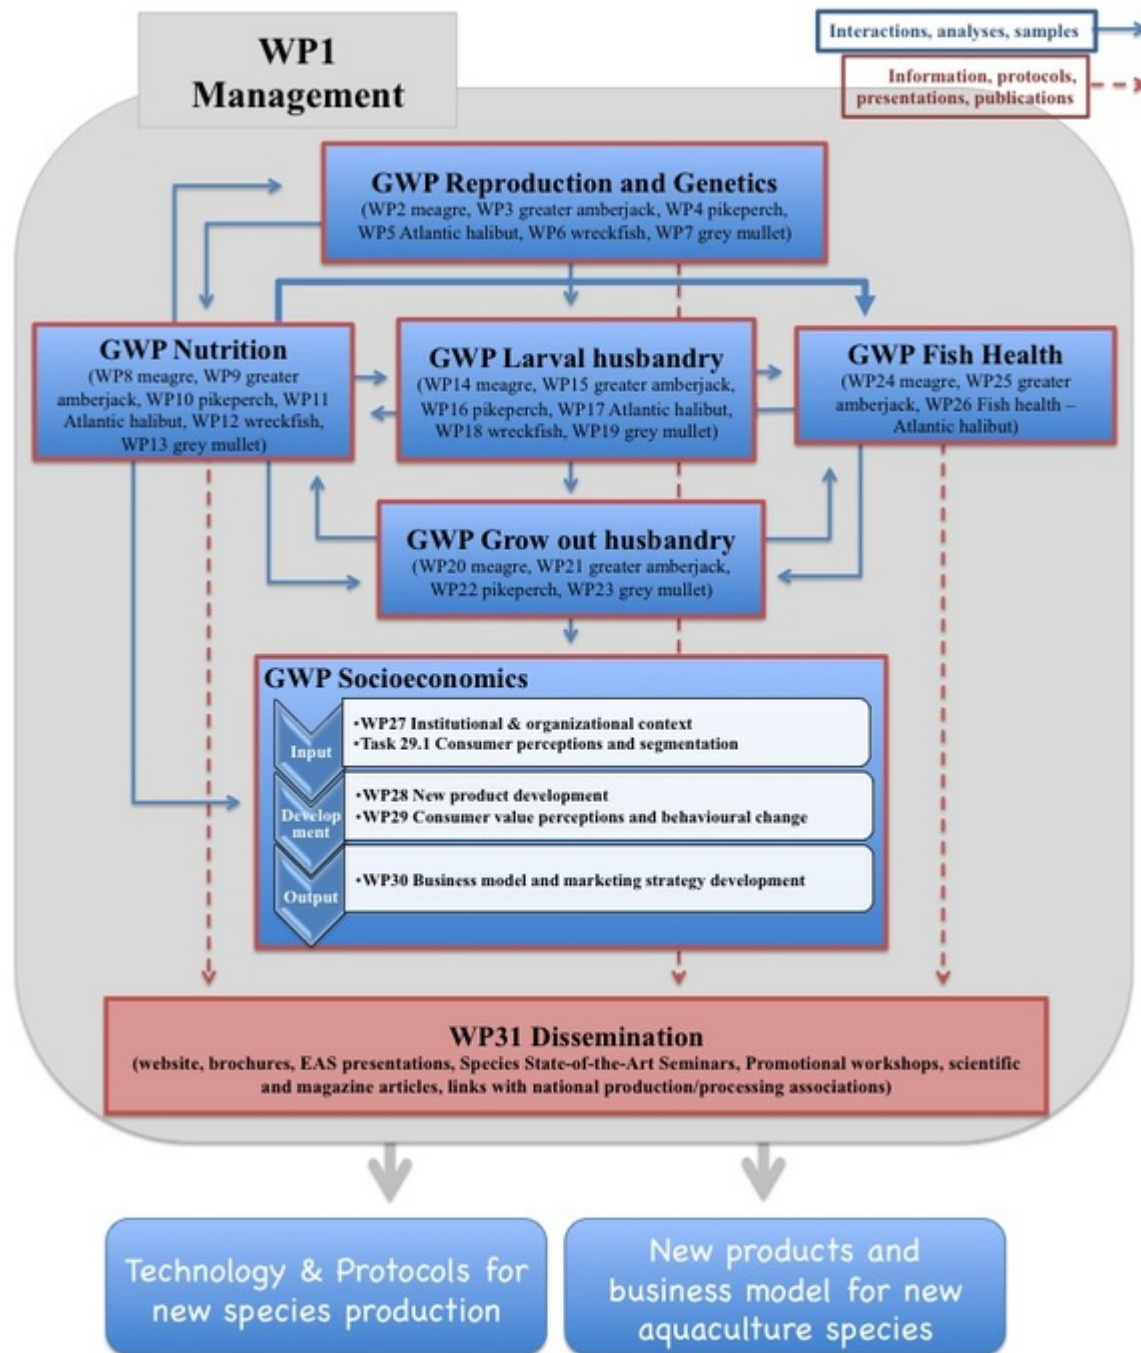 WP1
Management
Interactions, analyses, samples
Information, protocols,
presentations, publications
GWP Reproduction and Genetics
(WP2 meagre, WP3 greater amberjack, WP4 pikeperch,
WP5 Atlantic halibut, WP6 wreckfish, WP7 grey mullet)
GWP Nutrition
(WP8 meagre, WP9 greater
amberjack, WP10 pikeperch, WP11
Atlantic halibut, WP12 wreckfish,
WP13 grey mullet)
GWP Larval husbandry
(WP14 meagre, WP15 greater amberjack,
WP16 pikeperch, WP17 Atlantic halibut,
WP18 wreckfish, WP19 grey mullet)
GWP Fish Health
(WP24 meagre, WP25 greater
amberjack, WP26 Fish health –
Atlantic halibut)
GWP Grow out husbandry
(WP20 meagre, WP21 greater amberjack,
WP22 pikeperch, WP23 grey mullet)
GWP Socioeconomics
Input
•WP27 Institutional & organizational context
•Task 29.1 Consumer perceptions and segmentation
Develop
ment
•WP28 New product development
•WP29 Consumer value perceptions and behavioural change
Output
•WP30 Business model and marketing strategy development
WP31 Dissemination
(website, brochures, EAS presentations, Species State-of-the-Art Seminars, Promotional workshops, scientific
and magazine articles, links with national production/processing associations)
Technology & Protocols for
new species production
New products and
business model for new
aquaculture species